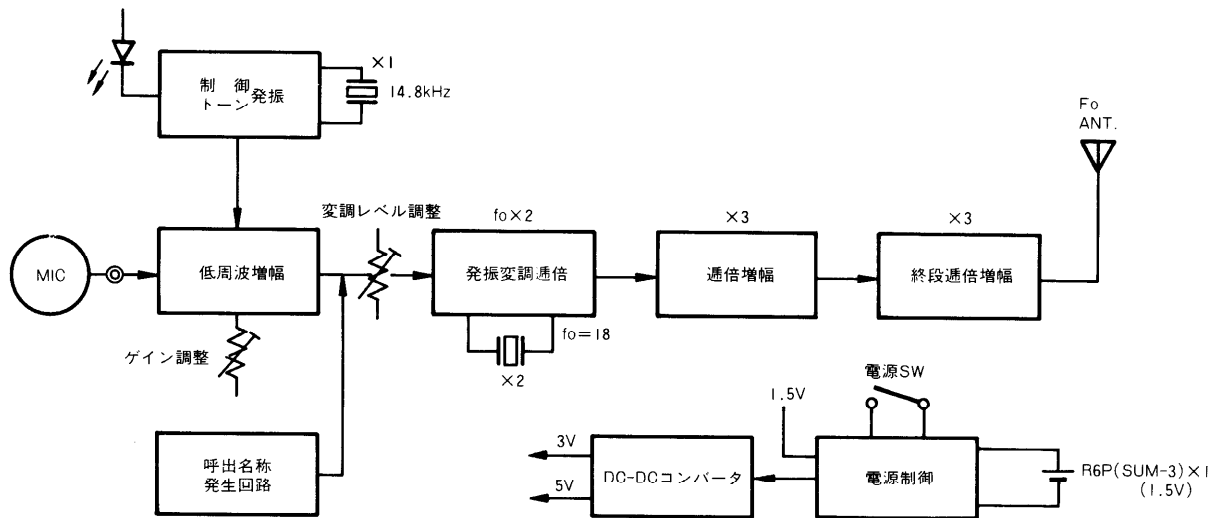 ×1
制 御
トーン発振
14.8kHz
Fo
ANT.
変調レベル調整
fo×2
×3
×3
MIC
低周波増幅
発振変調逓倍
逓倍増幅
終段逓倍増幅
fo=18
ゲイン調整
×2
電源SW
1.5V
呼出名称
発生回路
3V
5V
DC-DCコンバータ
電源制御
R6P(SUM-3)×1
(1.5V)